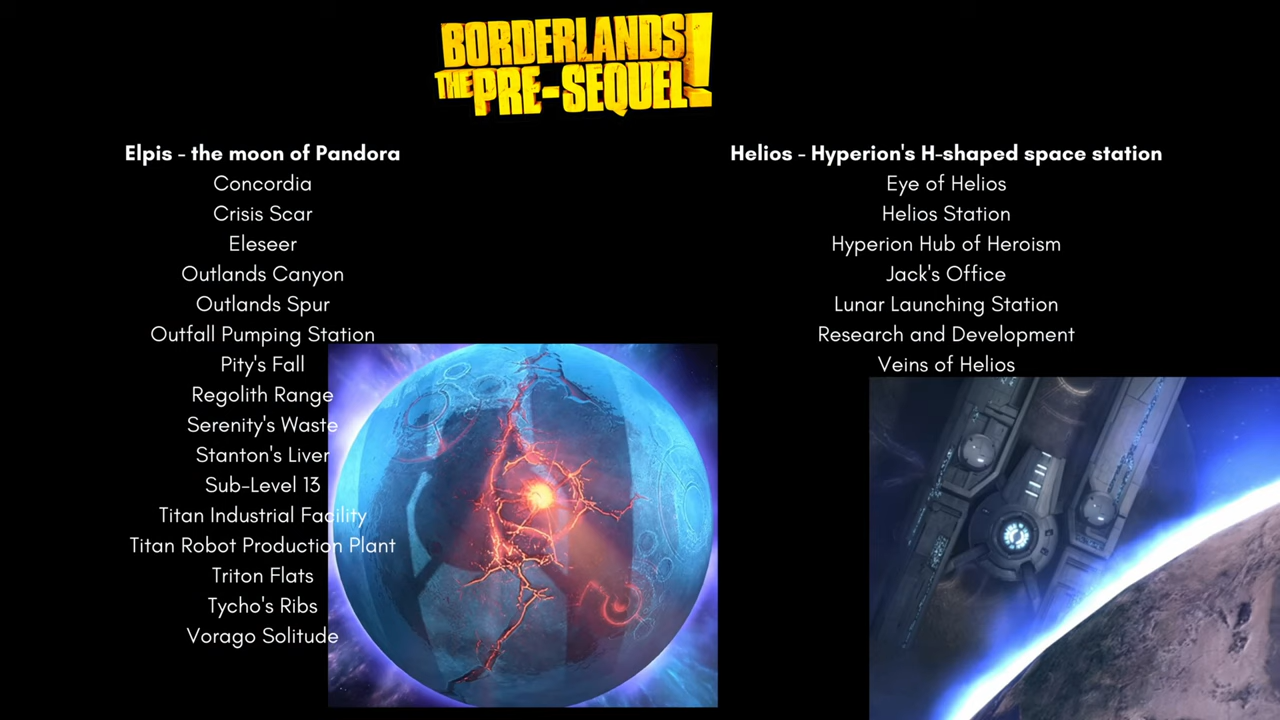 BORDERLANDS
THE PRE-SEQUEL!
Elpis - the moon of Pandora
Concordia
Crisis Scar
Eleseer
Outlands Canyon
Outlands Spur
Outfall Pumping Station
Pity's Fall
Regolith Range
Serenity's Waste
Stanton's Liver
Sub-Level 13
Titan Industrial Facility
Titan Robot Production Plant
Triton Flats
Tycho's Ribs
Vorago Solitude
Helios - Hyperion's H-shaped space station
Eye of Helios
Helios Station
Hyperion Hub of Heroism
Jack's Office
Lunar Launching Station
Research and Development
Veins of Helios